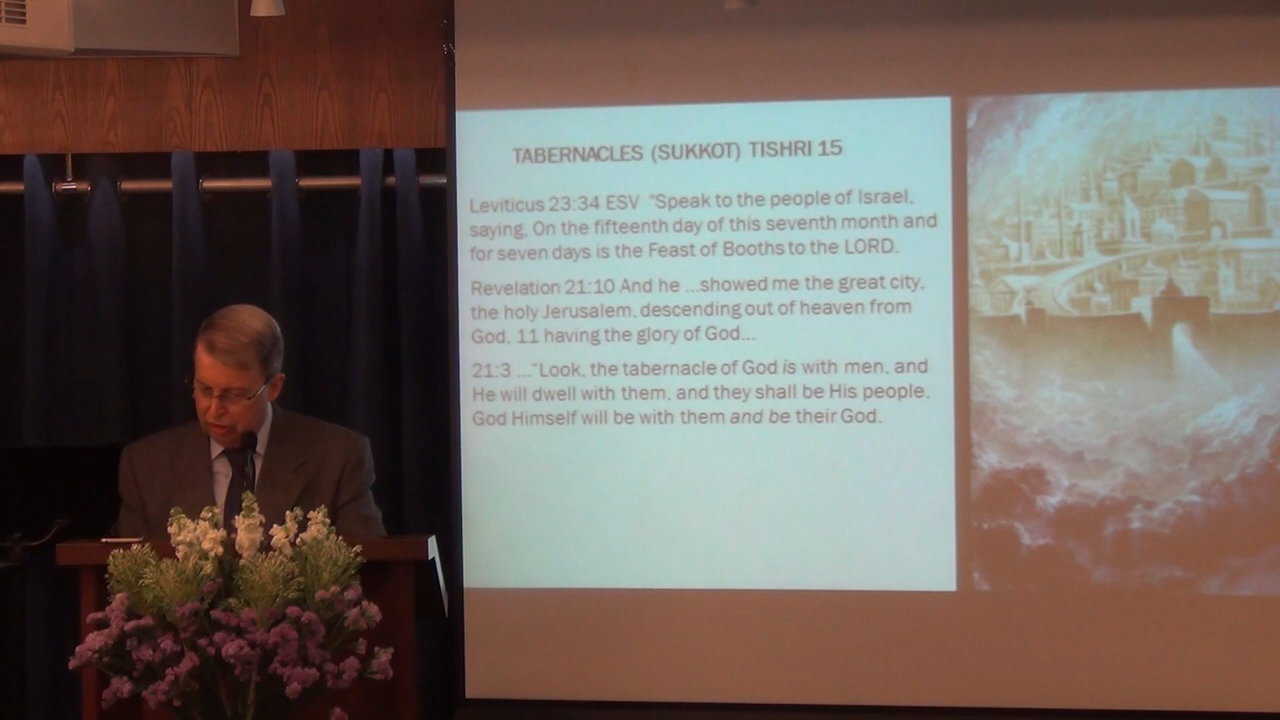 TABERNACLES (SUKKOT) TISHRI 15
Leviticus 23:34 ESV "Speak to the people of Israel,
saying, On the fifteenth day of this seventh month and
for seven days is the Feast of Booths to the LORD.
Revelation 21:10 And he ...showed me the great city,
the holy Jerusalem, descending out of heaven from
God, 11 having the glory of God...
21:3 ..."Look, the tabernacle of God is with men, and
He will dwell with them, and they shall be His people.
God Himself will be with them and be their God.